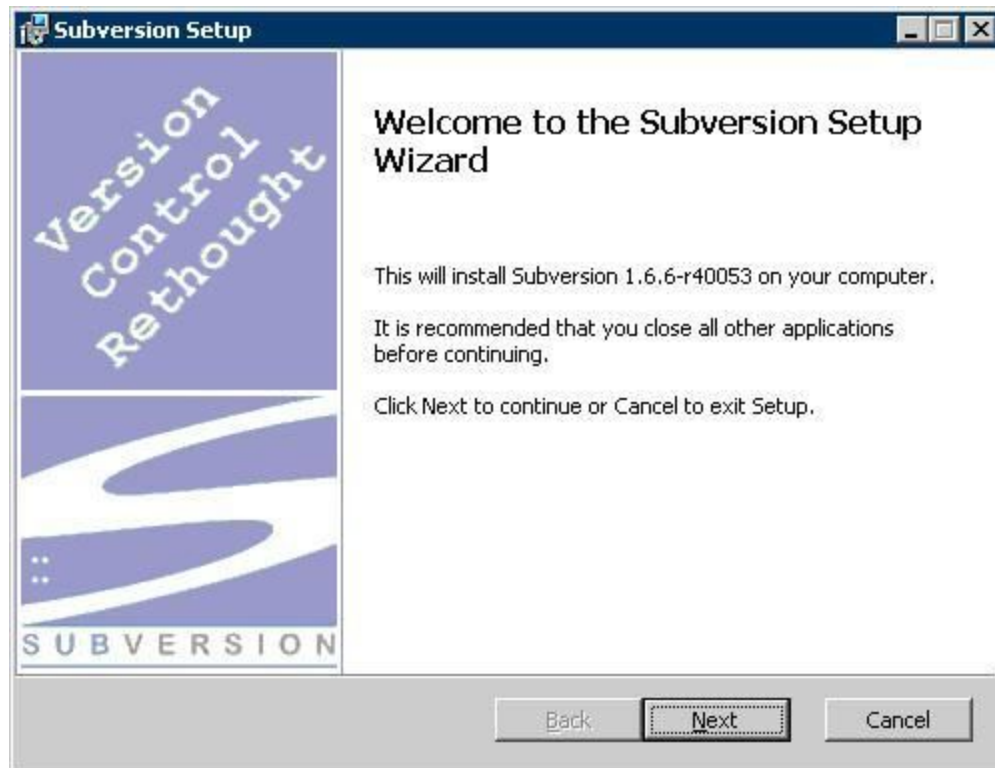 Subversion Setup
Version
Control
Rethought
SUBVERSION
Welcome to the Subversion Setup
Wizard
This will install Subversion 1.6.6-r40053 on your computer.
It is recommended that you close all other applications
before continuing.
Click Next to continue or Cancel to exit Setup.
Back
Next
Cancel